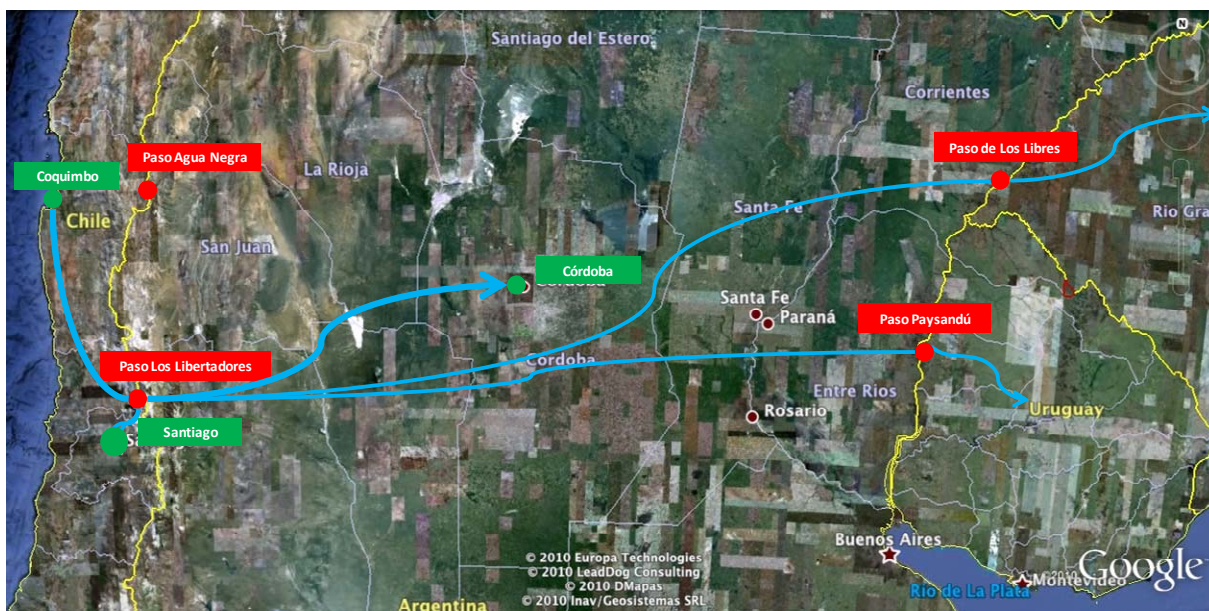 N
Santiago del Estero
Corrientes
Paso Agua Negra
Paso de Los Libres
La Rioja
Coquimbo
Chile
Santa Fe
Rio Gra
San Juan
Córdoba
Santa Fe
Paraná
Paso Paysandú
Paso Los Libertadores
Cordoba
Entre Rios
Rosario
Uruguay
Santiago
Buenos Aires
© 2010 Europa Technologies
© 2010 LeadDog Consulting
© 2010 DMapas
© 2010 Inav/Geosistemas SRL
Google
Montevideo
Rio de La Plata
Argentina